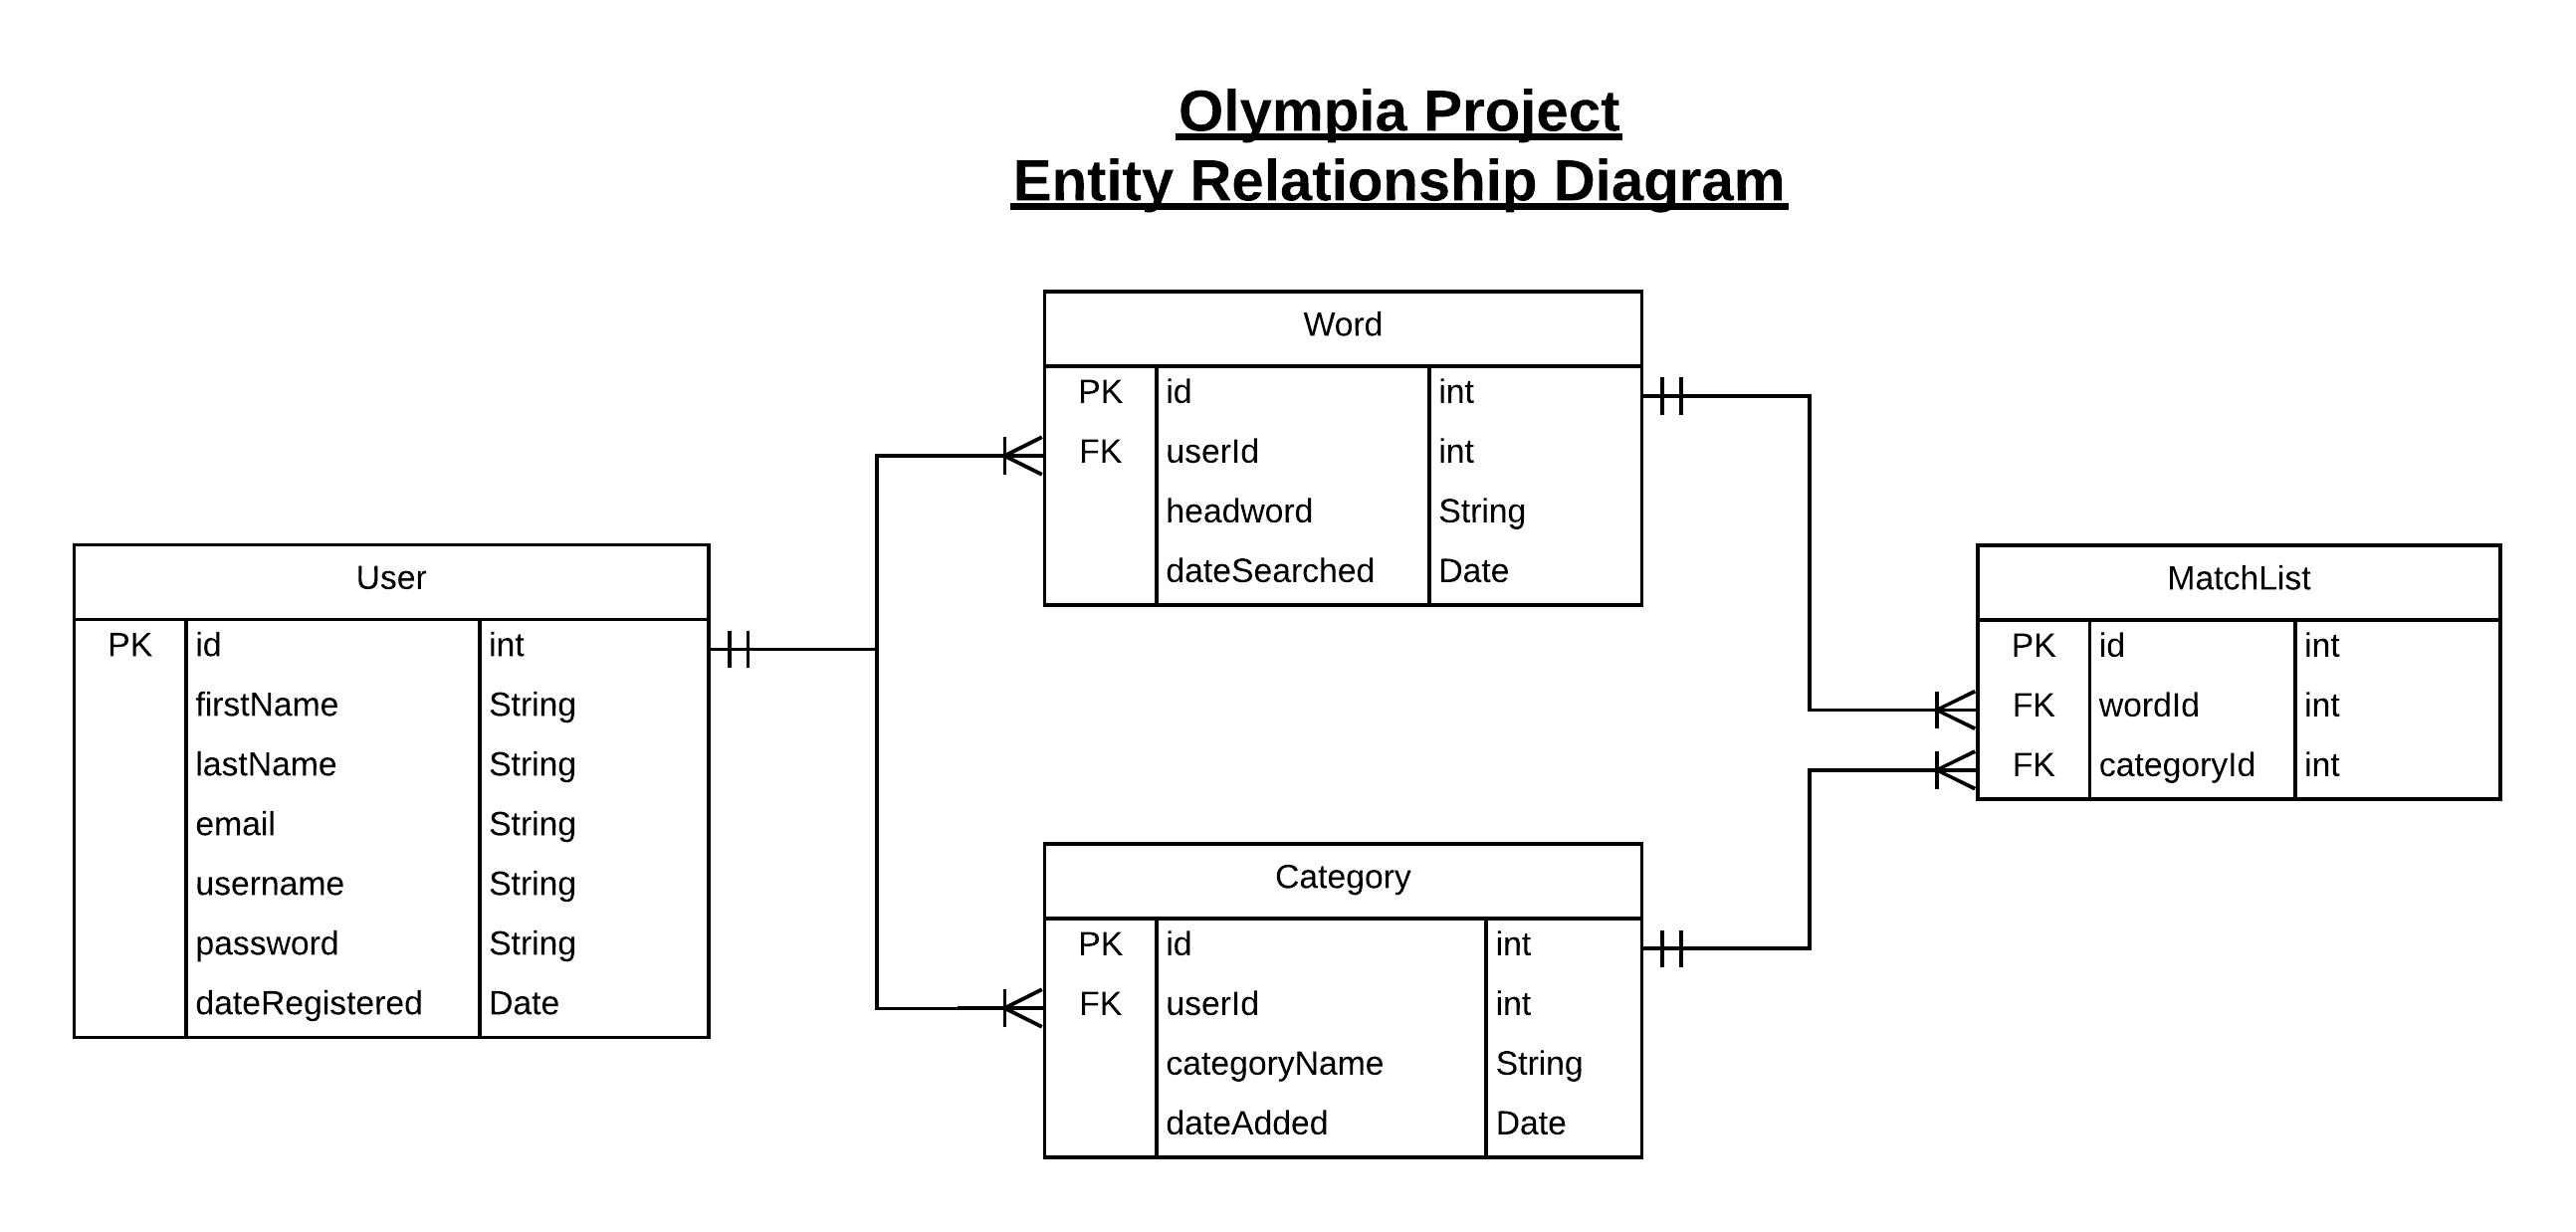 Olympia Project
Entity Relationship Diagram
Word
PK id int
FK userId int
headword String
dateSearched Date
User
PK id int
firstName String
lastName String
email String
username String
password String
dateRegistered Date
MatchList
PK id int
FK wordId int
FK categoryId int
Category
PK id int
FK userId int
categoryName String
dateAdded Date